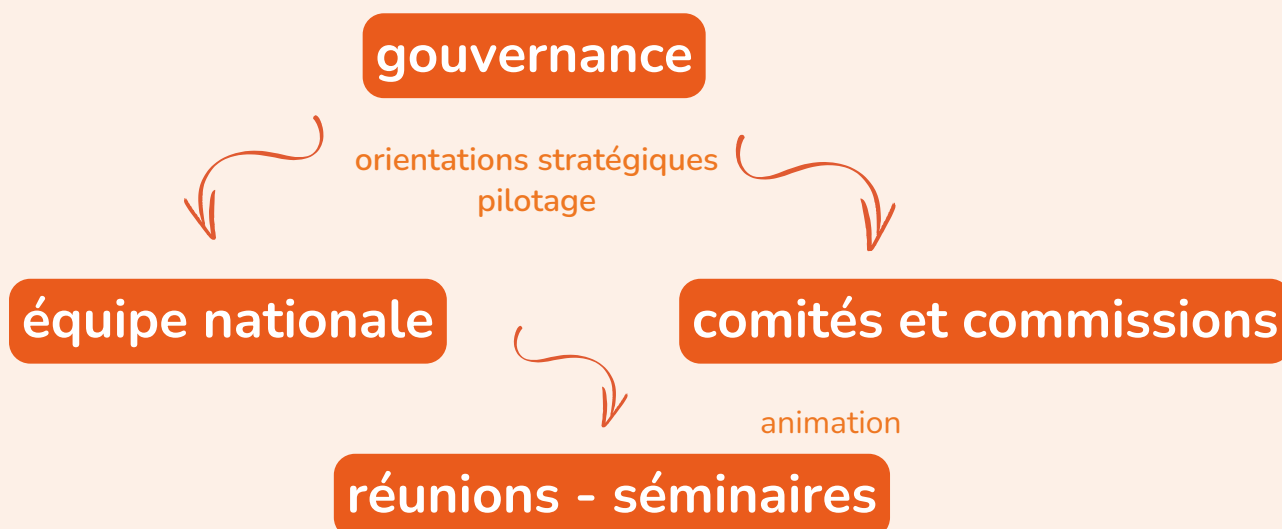 gouvernance
orientations stratégiques
pilotage
équipe nationale
comités et commissions
animation
réunions - séminaires